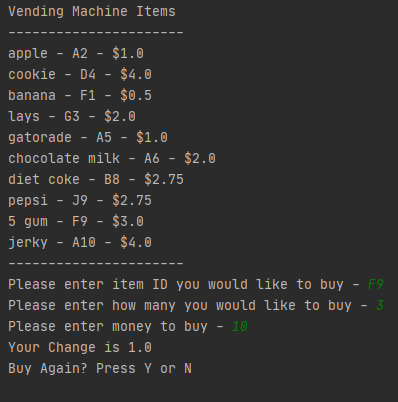 Vending Machine Items
----------------------
apple - A2 - $1.0
cookie - D4 - $4.0
banana - F1 - $0.5
lays - G3 - $2.0
gatorade - A5 - $1.0
chocolate milk - A6 - $2.0
diet coke - B8 - $2.75
pepsi - J9 - $2.75
5 gum - F9 - $3.0
jerky - A10 - $4.0
----------------------
Please enter item ID you would like to buy - F9
Please enter how many you would like to buy - 3
Please enter money to buy - 10
Your Change is 1.0
Buy Again? Press Y or N